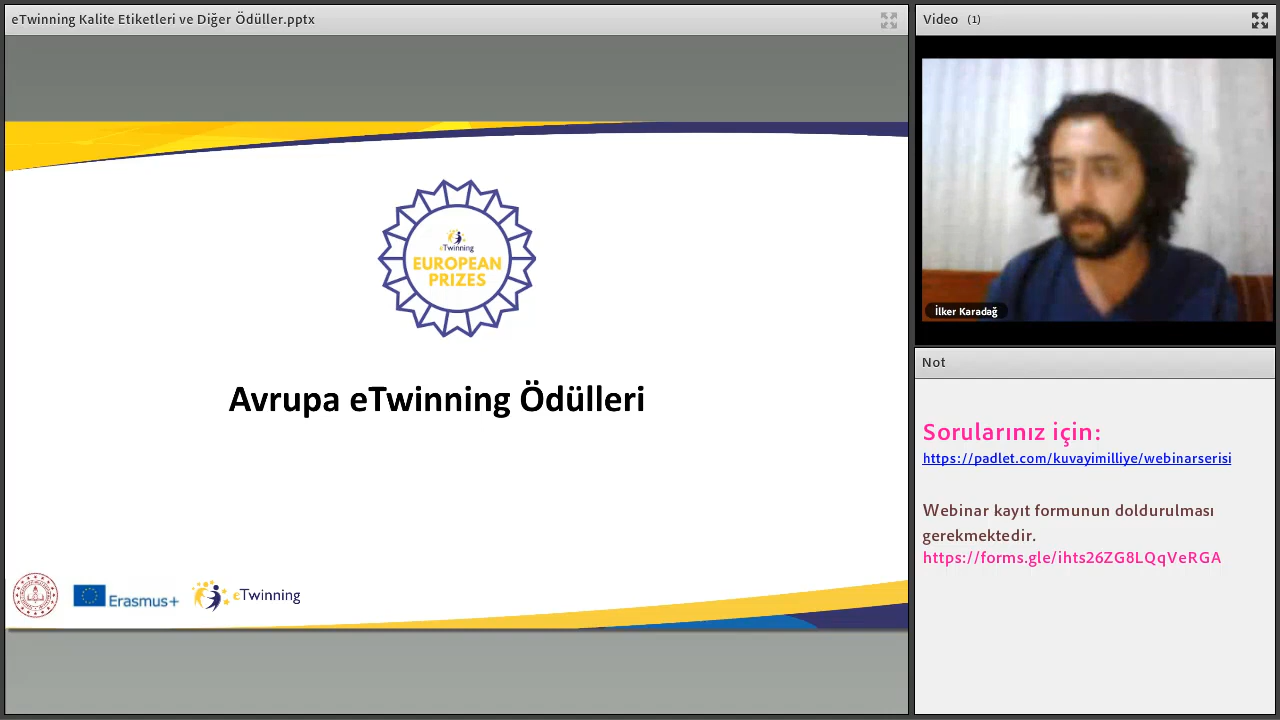 eTwinning Kalite Etiketleri ve Diğer Ödüller.pptx
eTwinning
EUROPEAN
PRIZES
Avrupa eTwinning Ödülleri
Erasmus+
eTwinning
Video (1)
İlker Karadağ
Not
Sorularınız için:
https://padlet.com/kuvayimilliye/webinarserisi
Webinar kayıt formunun doldurulması
gerekmektedir.
https://forms.gle/ihts26ZG8LQqVeRGA